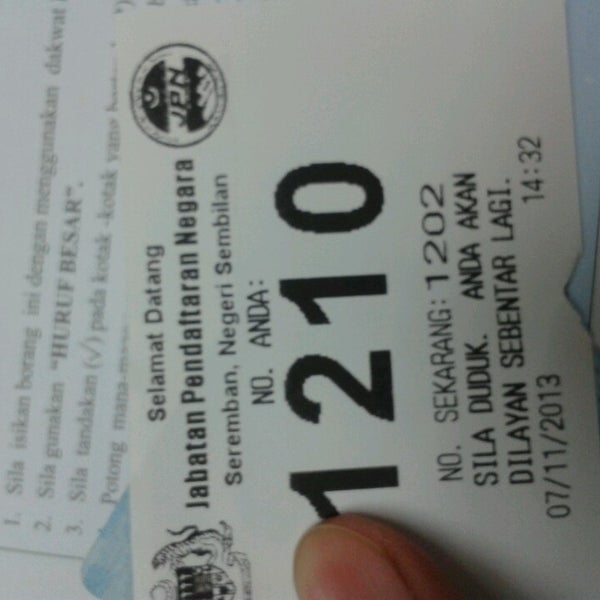 1. Sila isikan borang ini dengan menggunakan dakwat
2. Sila gunakan "HURUF BESAR".
3. Sila tandakan (√) pada kotak -kotak yang
Potong
JPN
Selamat Datang
Jabatan Pendaftaran Negara
Seremban, Negeri Sembilan
NO. ANDA:
1210
NO. SEKARANG: 1202
SILA DUDUK. ANDA AKAN
DILAYAN SEBENTAR LAGI.
07/11/2013 14:32